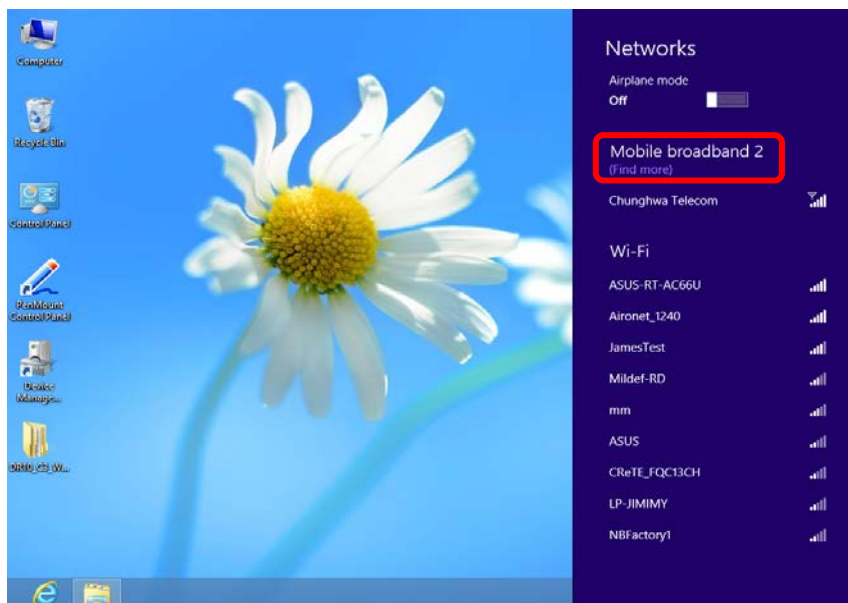 Computer
Recycle Bin
Control Panel
PenMount
Control Panel
Device
Manage...
Networks
Airplane mode
Off
Mobile broadband 2
(Find more)
Chunghwa Telecom
Wi-Fi
ASUS-RT-AC66U
Aironet_1240
JamesTest
Mildef-RD
mm
ASUS
CReTE_FQC13CH
LP-JIMIMY
NBFactory1